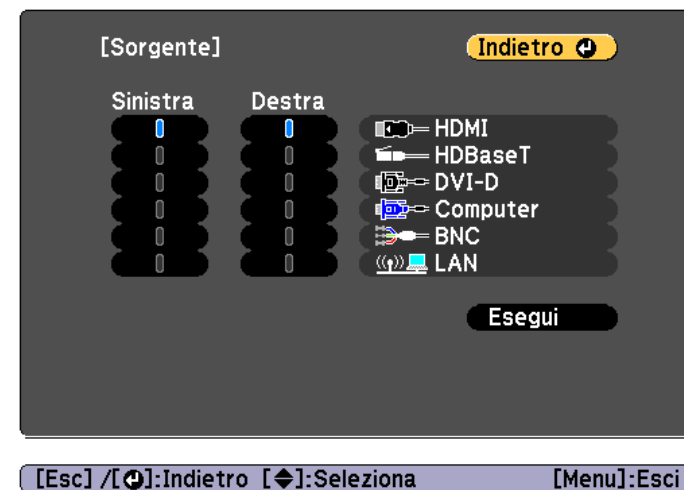 [Sorgente]
Indietro
Sinistra Destra
HDMI
HDBaseT
DVI-D
Computer
BNC
LAN
Esegui
[Esc] /[]:Indietro []:Seleziona [Menu]:Esci